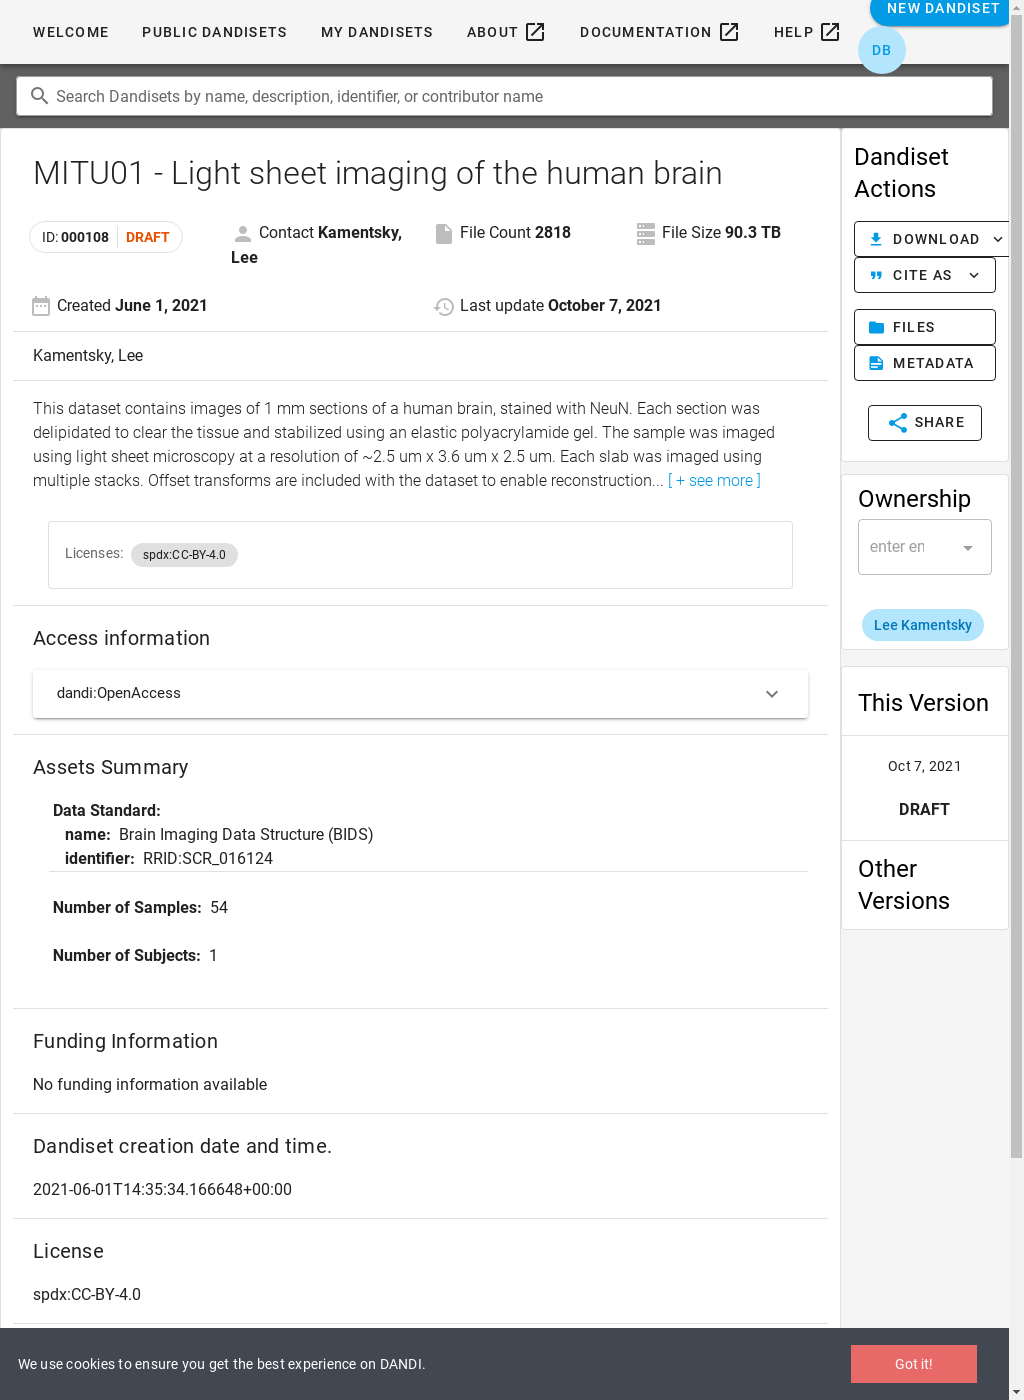 WELCOME PUBLIC DANDISETS MY DANDISETS ABOUT DOCUMENTATION HELP NEW DANDISET
DB
Search Dandisets by name, description, identifier, or contributor name
MITU01 - Light sheet imaging of the human brain
ID: 000108 DRAFT
Contact Kamentsky, Lee
File Count 2818
File Size 90.3 TB
Created June 1, 2021
Last update October 7, 2021
Kamentsky, Lee
This dataset contains images of 1 mm sections of a human brain, stained with NeuN. Each section was
delipidated to clear the tissue and stabilized using an elastic polyacrylamide gel. The sample was imaged
using light sheet microscopy at a resolution of ~2.5 um x 3.6 um x 2.5 um. Each slab was imaged using
multiple stacks. Offset transforms are included with the dataset to enable reconstruction... [ + see more ]
Licenses: spdx:CC-BY-4.0
Access information
dandi:OpenAccess
Assets Summary
Data Standard:
name: Brain Imaging Data Structure (BIDS)
identifier: RRID:SCR_016124
Number of Samples: 54
Number of Subjects: 1
Funding Information
No funding information available
Dandiset creation date and time.
2021-06-01T14:35:34.166648+00:00
License
spdx:CC-BY-4.0
Dandiset
Actions
DOWNLOAD
CITE AS
FILES
METADATA
SHARE
Ownership
enter en
Lee Kamentsky
This Version
Oct 7, 2021
DRAFT
Other
Versions
We use cookies to ensure you get the best experience on DANDI.
Got it!